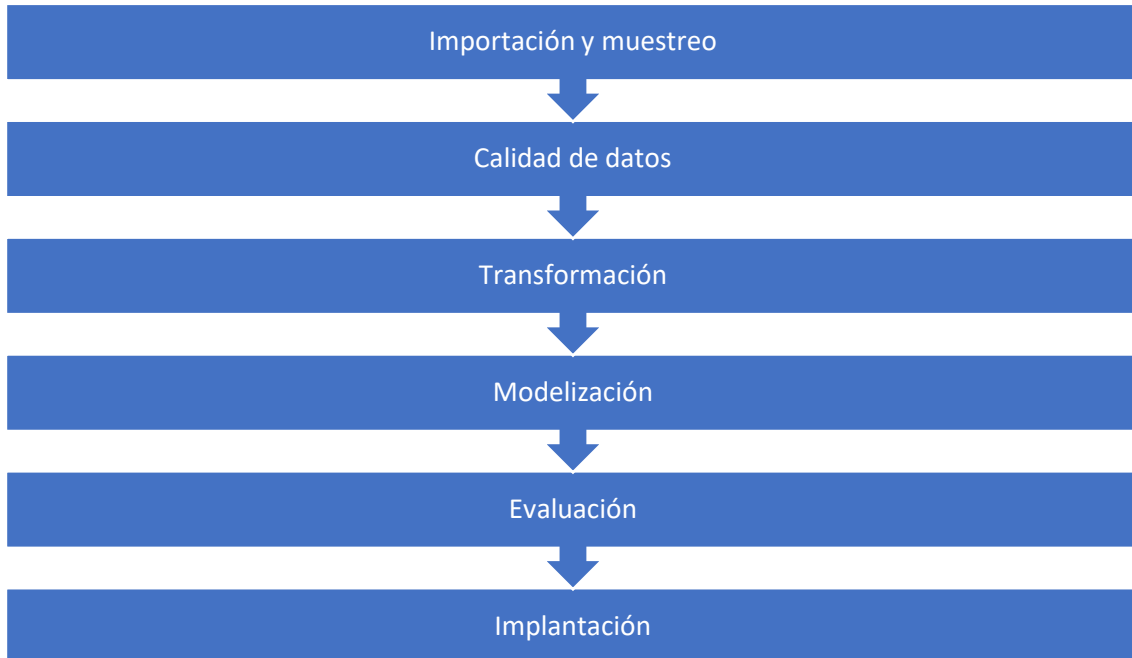 Importación y muestreo
Calidad de datos
Transformación
Modelización
Evaluación
Implantación